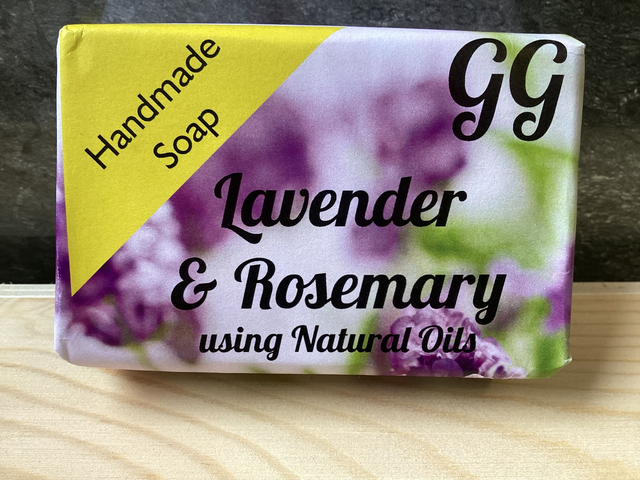 Handmade
Soap
GG
Lavender
& Rosemary
using Natural Oils